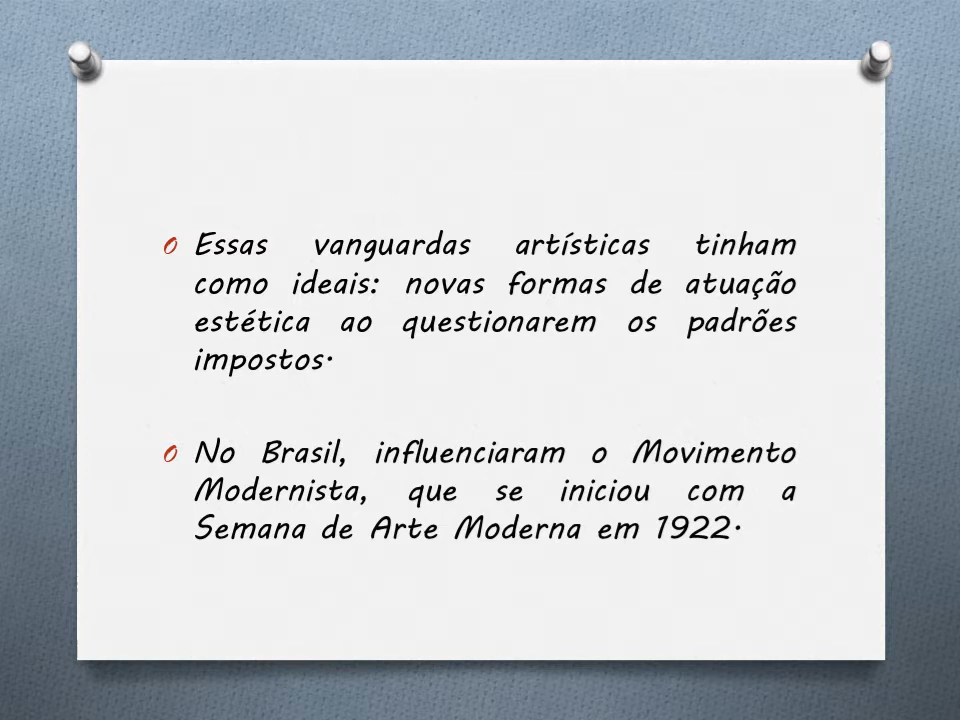 Essas vanguardas artísticas tinham
como ideais: novas formas de atuação
estética ao questionarem os padrões
impostos.
No Brasil, influenciaram o Movimento
Modernista, que se iniciou com a
Semana de Arte Moderna em 1922.